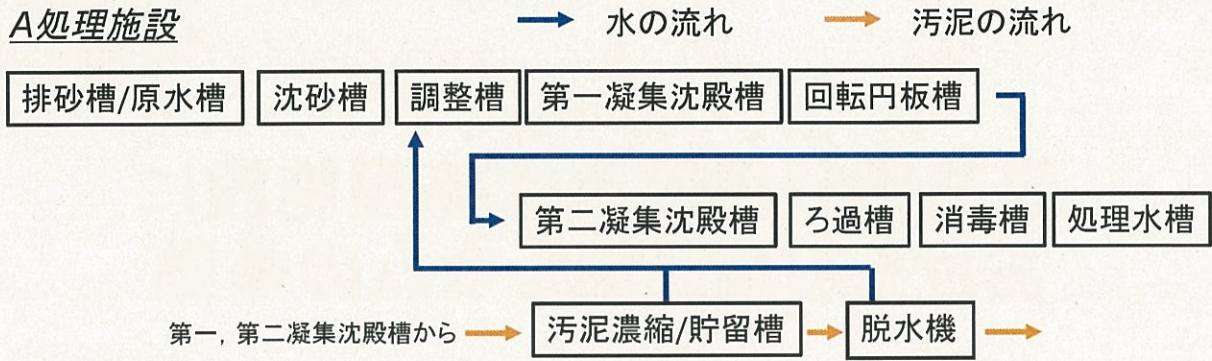 A処理施設
水の流れ
汚泥の流れ
排砂槽/原水槽
沈砂槽
調整槽
第一凝集沈殿槽
回転円板槽
第二凝集沈殿槽
ろ過槽
消毒槽
処理水槽
第一,第二凝集沈殿槽から
汚泥濃縮/貯留槽
脱水機